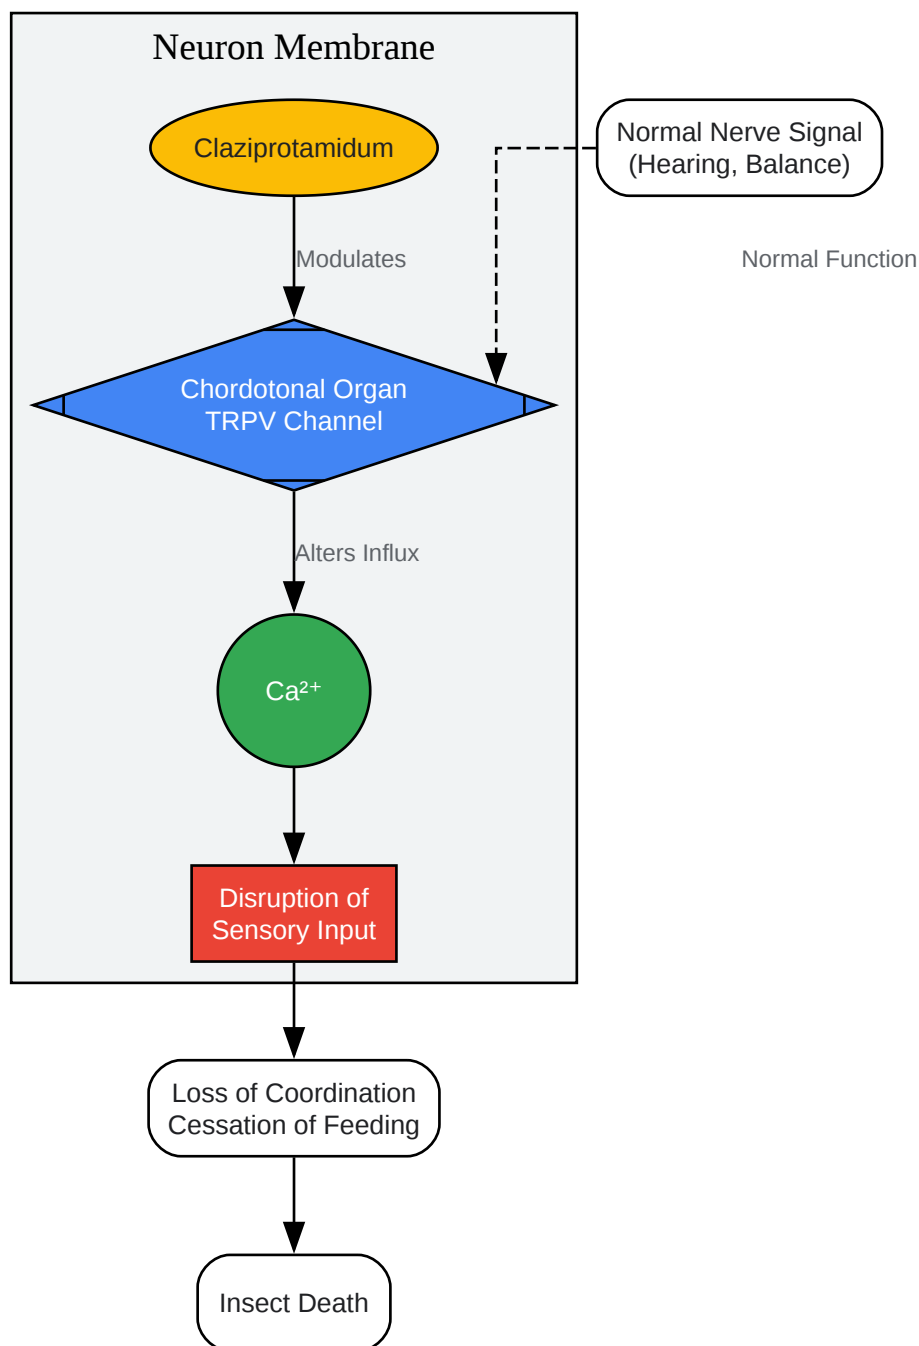 Neuron Membrane
Claziprotamidum
Normal Nerve Signal
(Hearing, Balance)
Modulates
Normal Function
Chordotonal Organ
TRPV Channel
Alters Influx
Ca²⁺
Disruption of
Sensory Input
Loss of Coordination
Cessation of Feeding
Insect Death